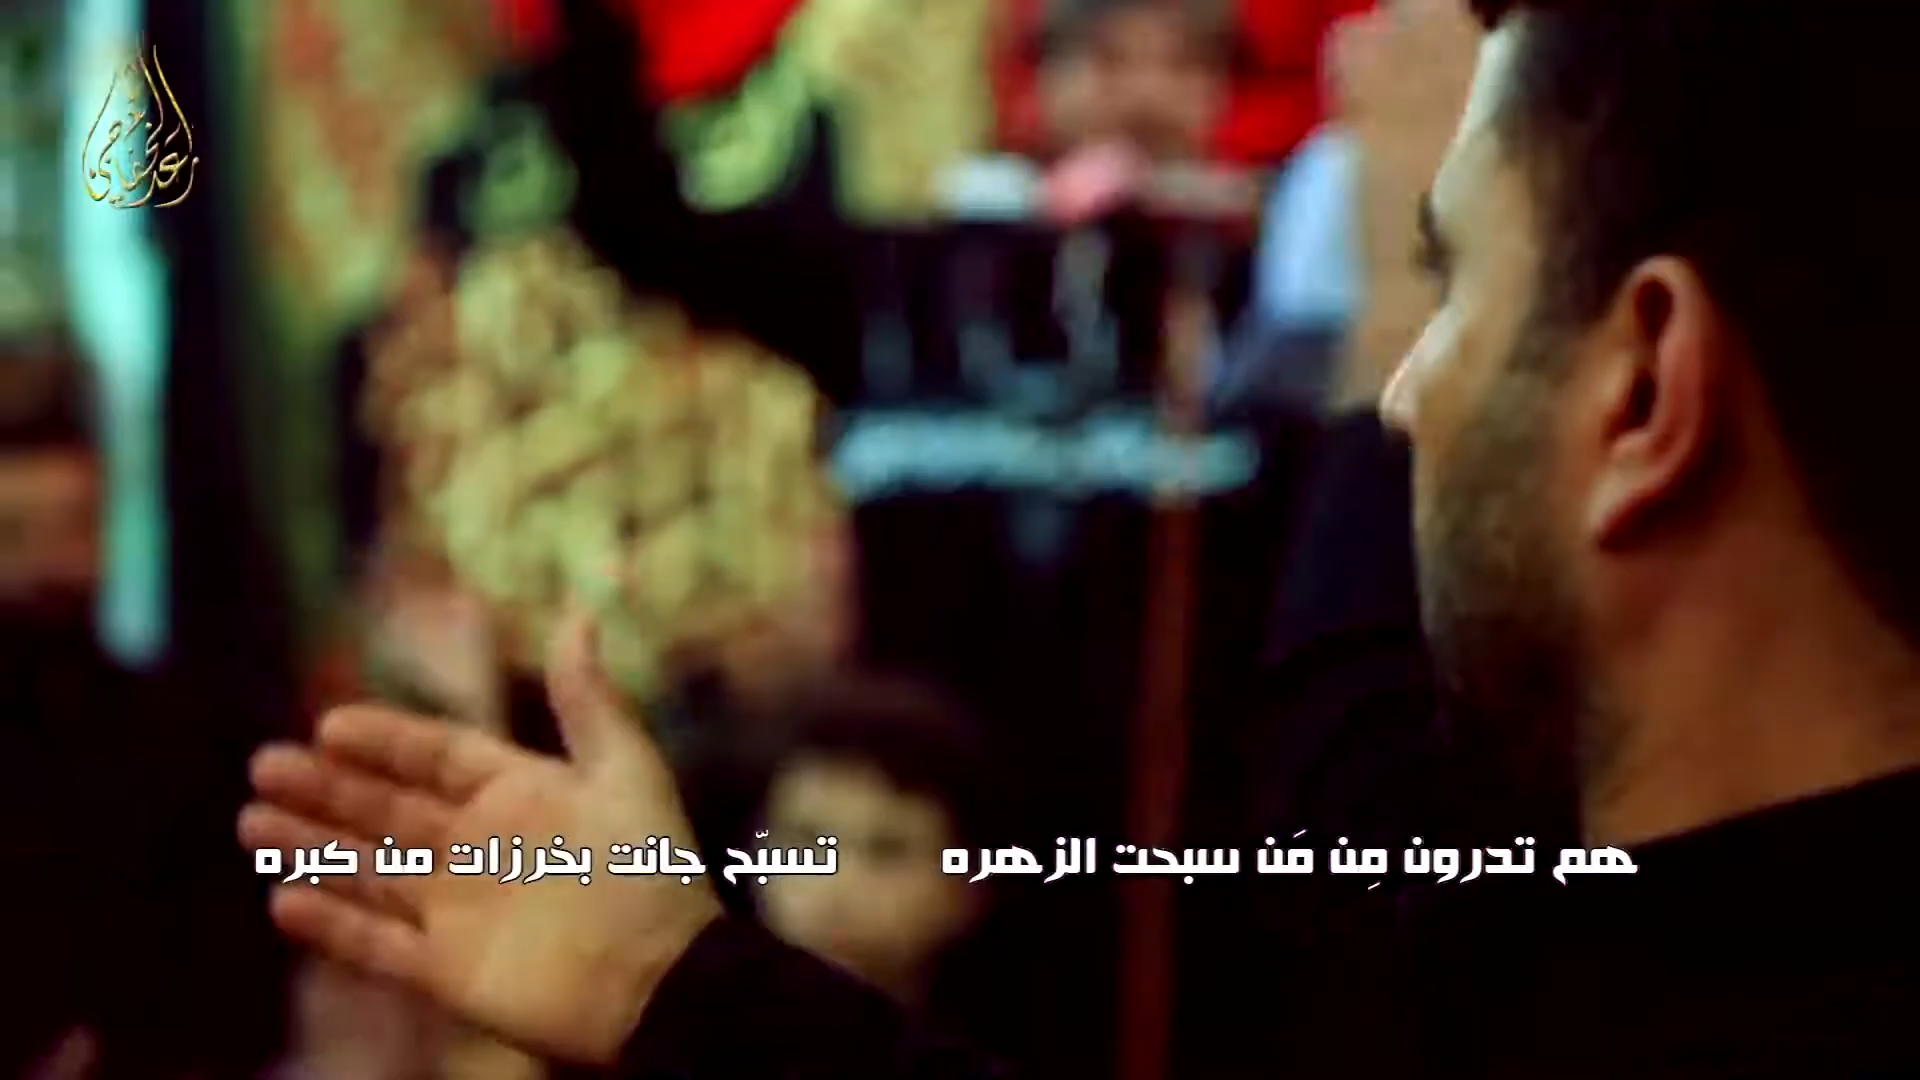 هم تدرون مِن مَن سبحت الزهره تسبّح جانت بخرزات من كبره